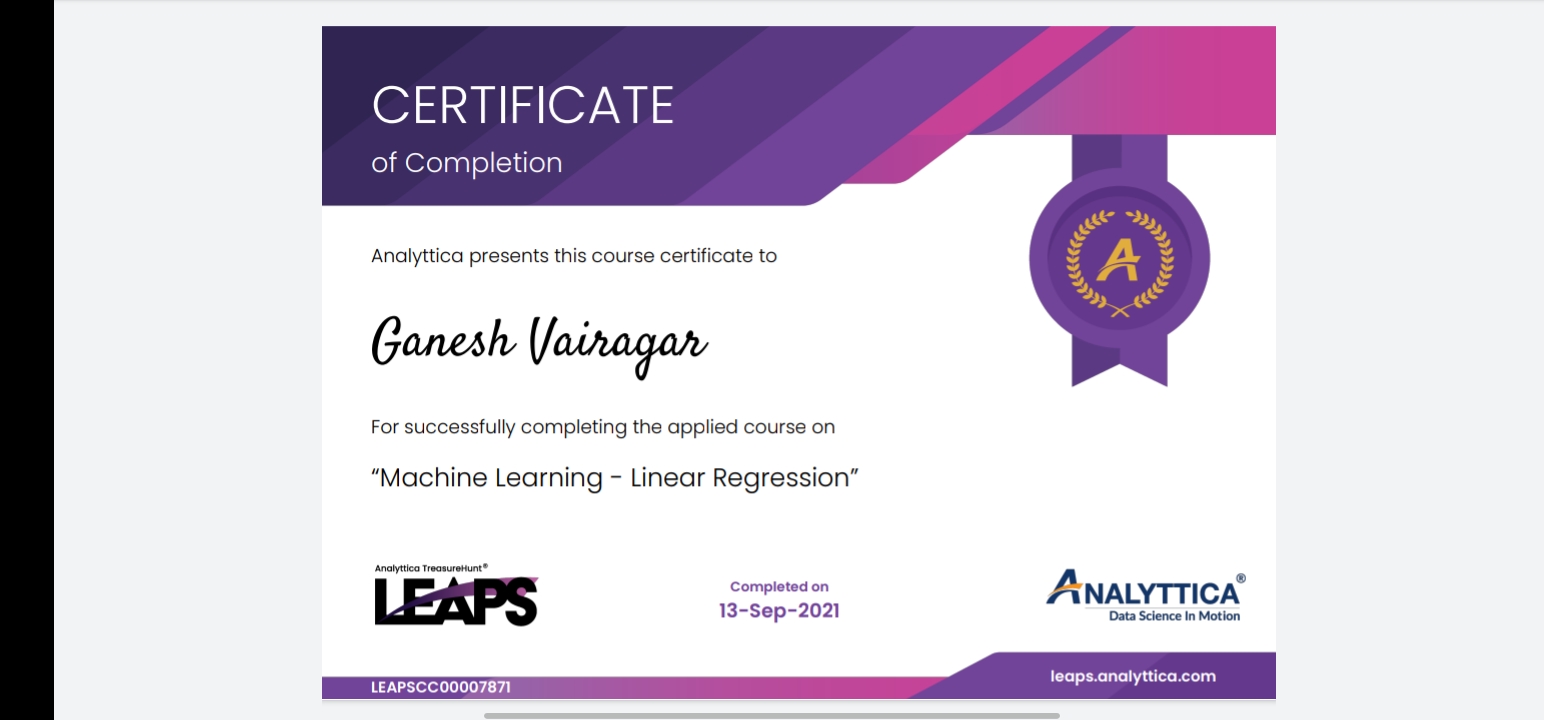 CERTIFICATE
of Completion
Analyttica presents this course certificate to
Ganesh Vairagar
For successfully completing the applied course on
“Machine Learning - Linear Regression”
Analyttica TreasureHunt®
LEAPS
Completed on
13-Sep-2021
ANALYTTICA®
Data Science In Motion
LEAPSCC00007871
leaps.analyttica.com